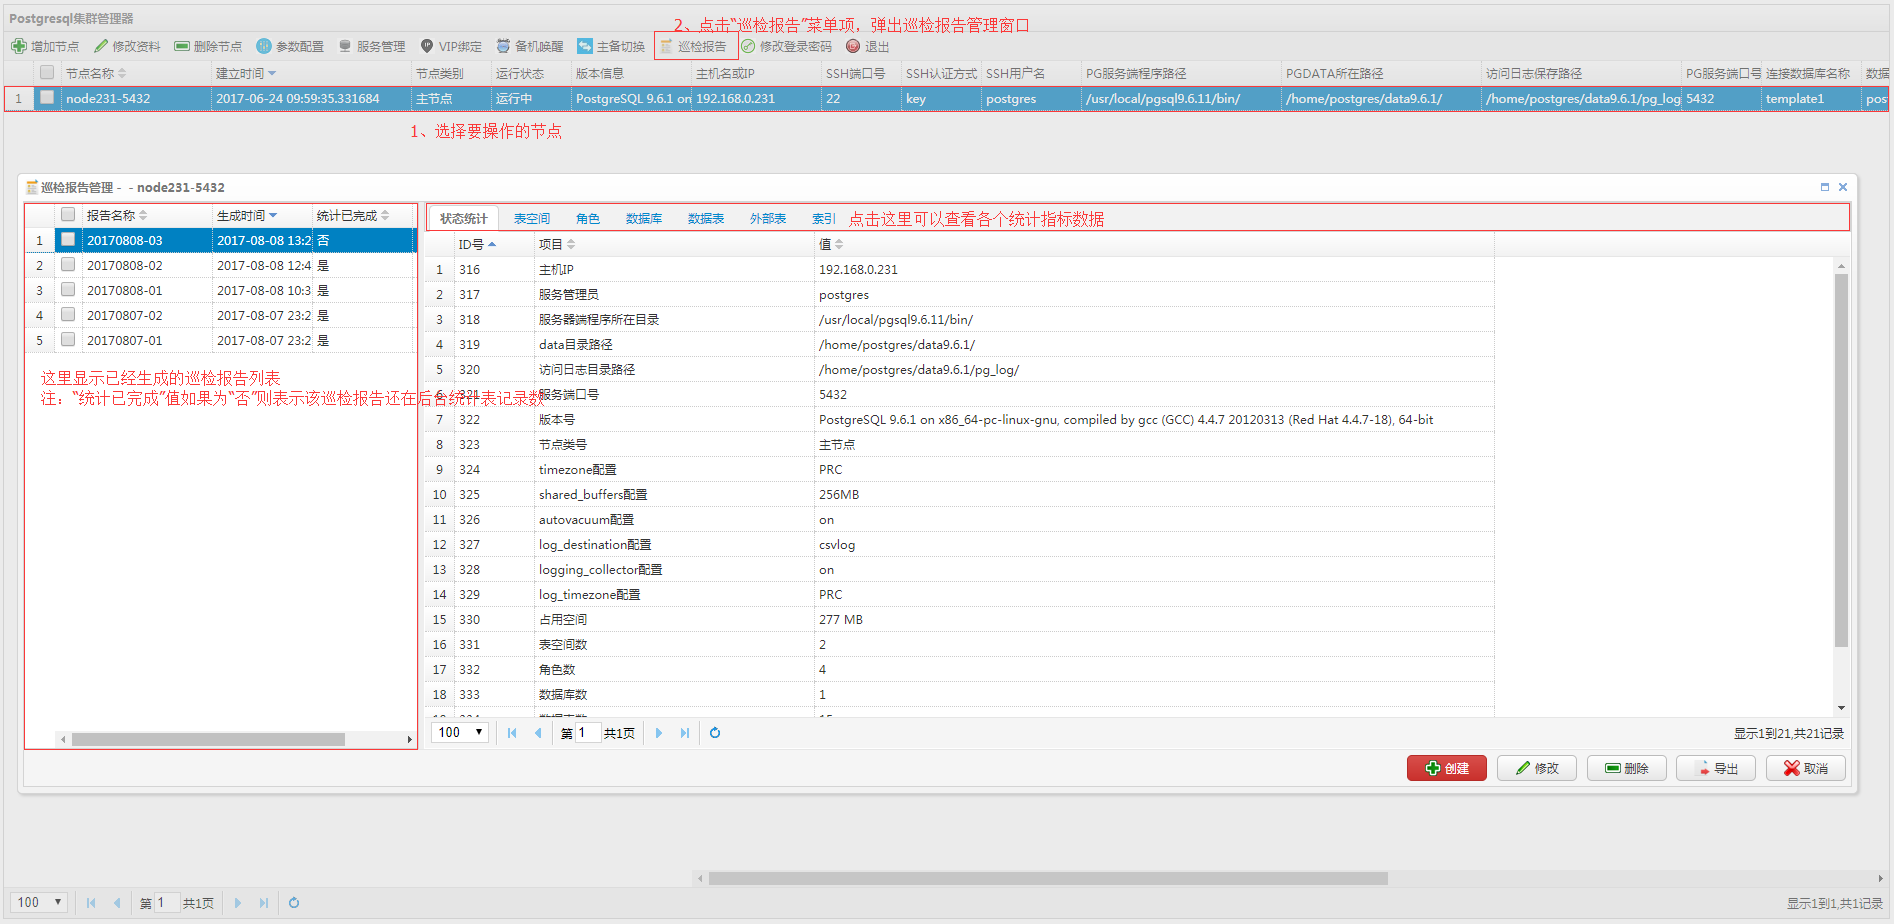 Postgresql集群管理器
2、点击“巡检报告”菜单项，弹出巡检报告管理窗口
增加节点 修改资料 删除节点 参数配置 服务管理 VIP绑定 备机唤醒 主备切换 巡检报告 修改登录密码 退出
节点名称 建立时间 节点类别 运行状态 版本信息 主机名或IP SSH端口号 SSH认证方式 SSH用户名 PG服务端程序路径 PGDATA所在路径 访问日志保存路径 PG服务端口号 连接数据库名称 数据
1 node231-5432 2017-06-24 09:59:35.331684 主节点 运行中 PostgreSQL 9.6.1 on 192.168.0.231 22 key postgres /usr/local/pgsql9.6.11/bin/ /home/postgres/data9.6.1/ /home/postgres/data9.6.1/pg_log 5432 template1 pos
1、选择要操作的节点
巡检报告管理 - - node231-5432
报告名称 生成时间 统计已完成
1 20170808-03 2017-08-08 13:2 否
2 20170808-02 2017-08-08 12:4 是
3 20170808-01 2017-08-08 10:3 是
4 20170807-02 2017-08-07 23:2 是
5 20170807-01 2017-08-07 23:2 是
这里显示已经生成的巡检报告列表
注：“统计已完成”值如果为“否”则表示该巡检报告还在后台统计表记录数
状态统计 表空间 角色 数据库 数据表 外部表 索引 点击这里可以查看各个统计指标数据
ID号 项目 值
1 316 主机IP 192.168.0.231
2 317 服务管理员 postgres
3 318 服务器端程序所在目录 /usr/local/pgsql9.6.11/bin/
4 319 data目录路径 /home/postgres/data9.6.1/
5 320 访问日志目录路径 /home/postgres/data9.6.1/pg_log/
6 321 服务端口号 5432
7 322 版本号 PostgreSQL 9.6.1 on x86_64-pc-linux-gnu, compiled by gcc (GCC) 4.4.7 20120313 (Red Hat 4.4.7-18), 64-bit
8 323 节点类号 主节点
9 324 timezone配置 PRC
10 325 shared_buffers配置 256MB
11 326 autovacuum配置 on
12 327 log_destination配置 csvlog
13 328 logging_collector配置 on
14 329 log_timezone配置 PRC
15 330 占用空间 277 MB
16 331 表空间数 2
17 332 角色数 4
18 333 数据库数 1
100 第 1 共1页 显示1到21,共21记录
创建 修改 删除 导出 取消
100 第 1 共1页 显示1到1,共1记录